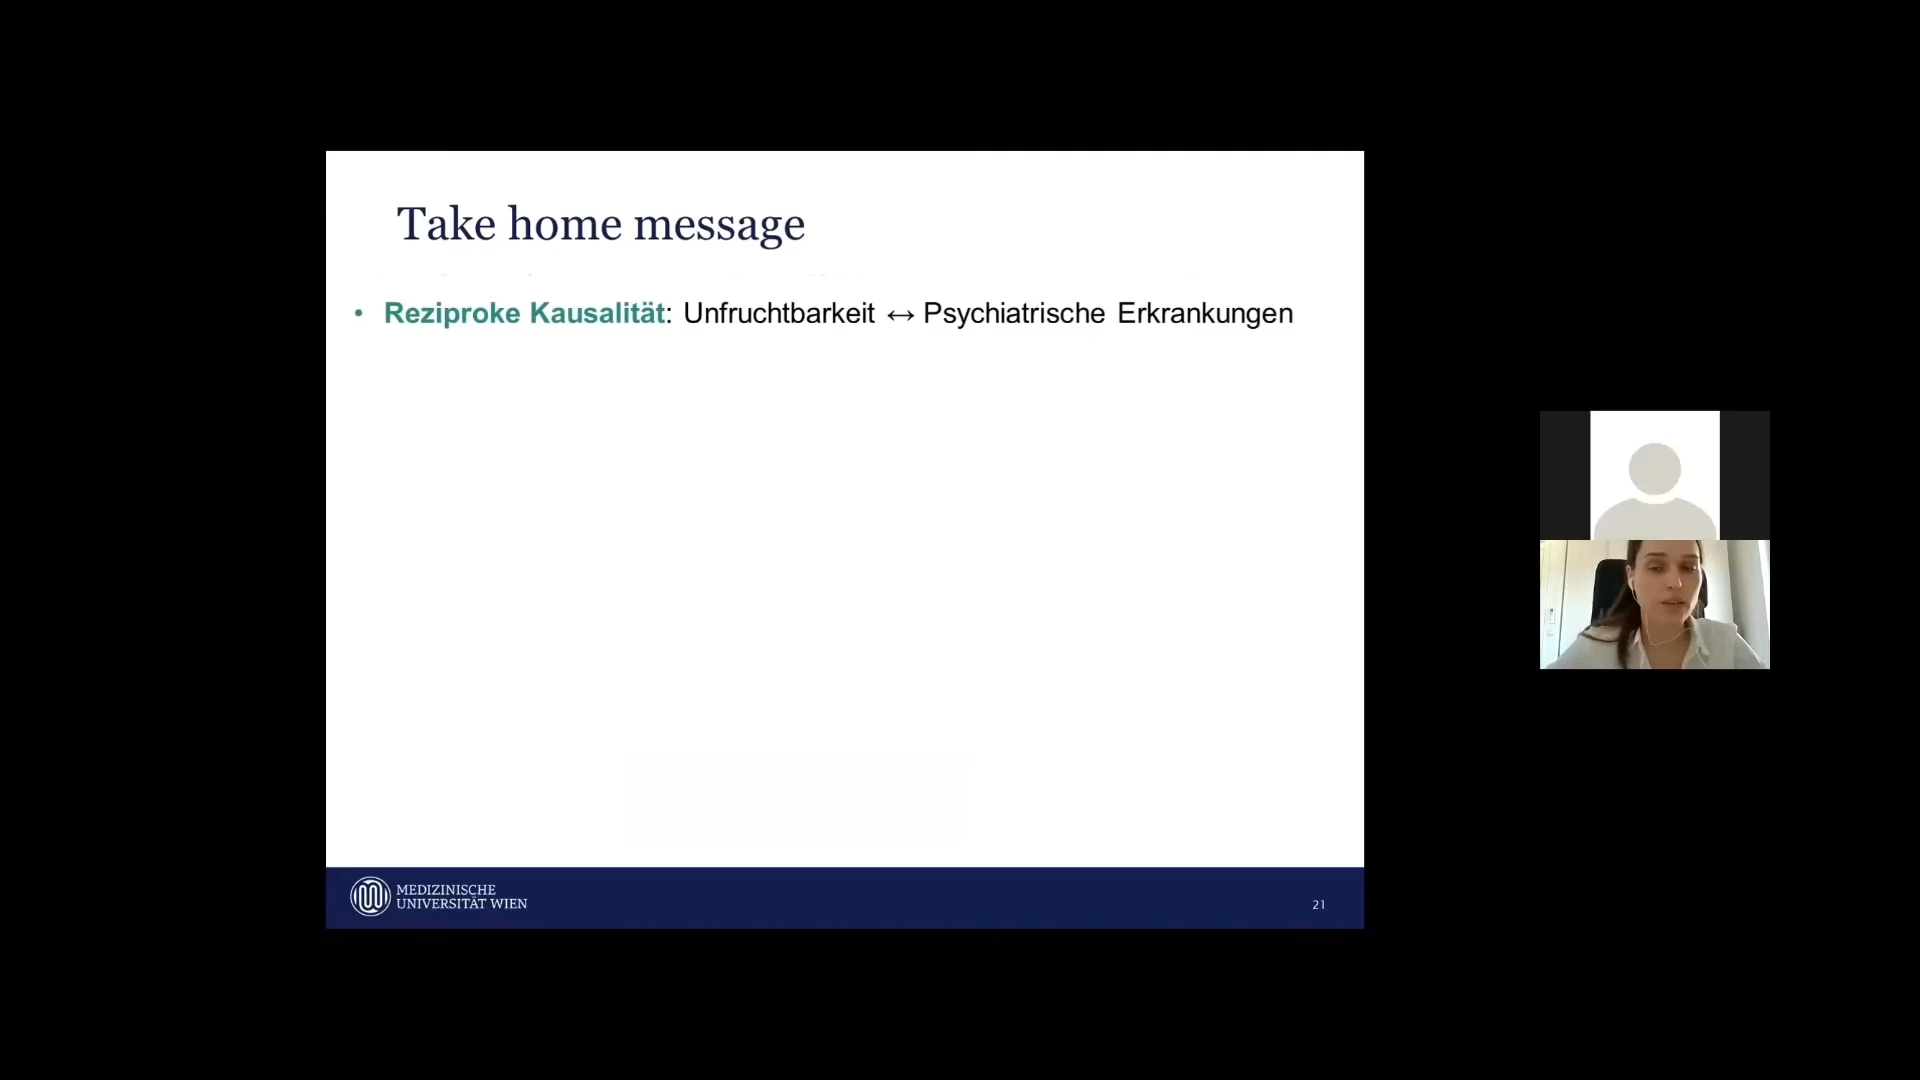 Take home message
• Reziproke Kausalität: Unfruchtbarkeit ↔ Psychiatrische Erkrankungen
MEDIZINISCHE
UNIVERSITÄT WIEN
21